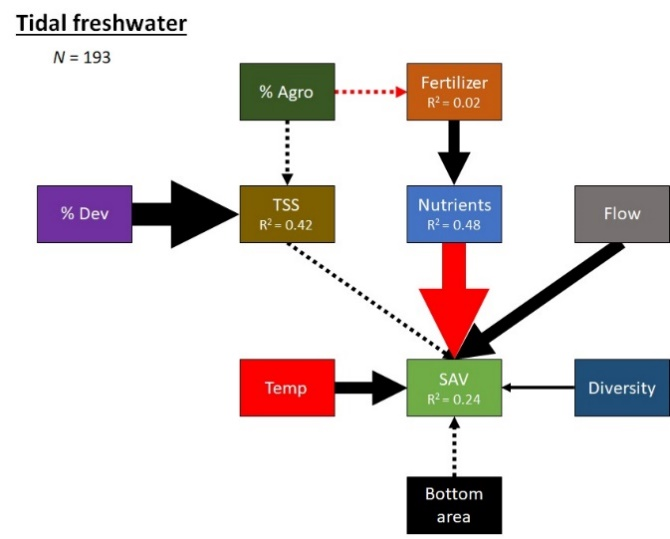 Tidal freshwater
N = 193
% Agro
Fertilizer
R² = 0.02
% Dev
TSS
R² = 0.42
Nutrients
R² = 0.48
Flow
Temp
SAV
R² = 0.24
Diversity
Bottom
area